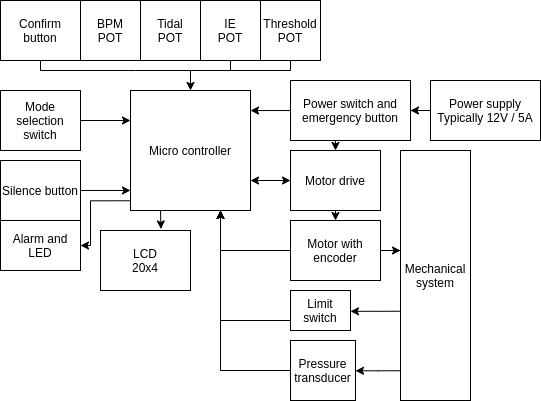 Confirm
button
BPM
POT
Tidal
POT
IE
POT
Threshold
POT
Mode
selection
switch
Micro controller
Power switch and
emergency button
Power supply
Typically 12V / 5A
Silence button
Motor drive
Alarm and
LED
LCD
20x4
Motor with
encoder
Mechanical
system
Limit
switch
Pressure
transducer